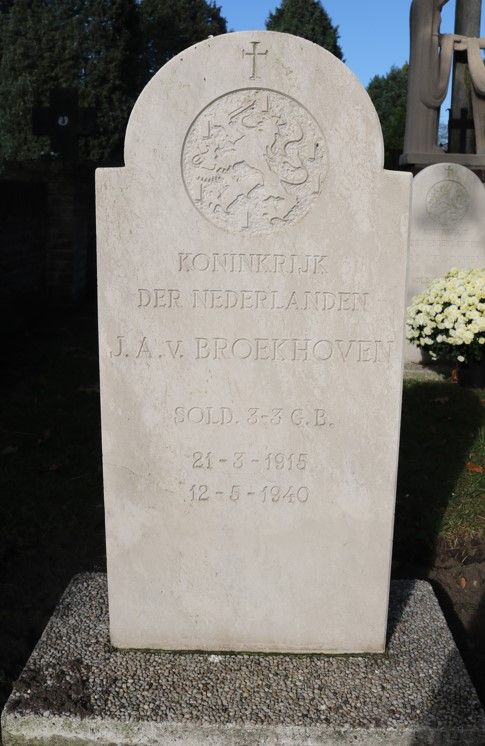 KONINKRIJK
DER NEDERLANDEN
J. A. v. BROEKHOVEN
SOLD. 3-3 G.B.
21-3-1915
12-5-1940